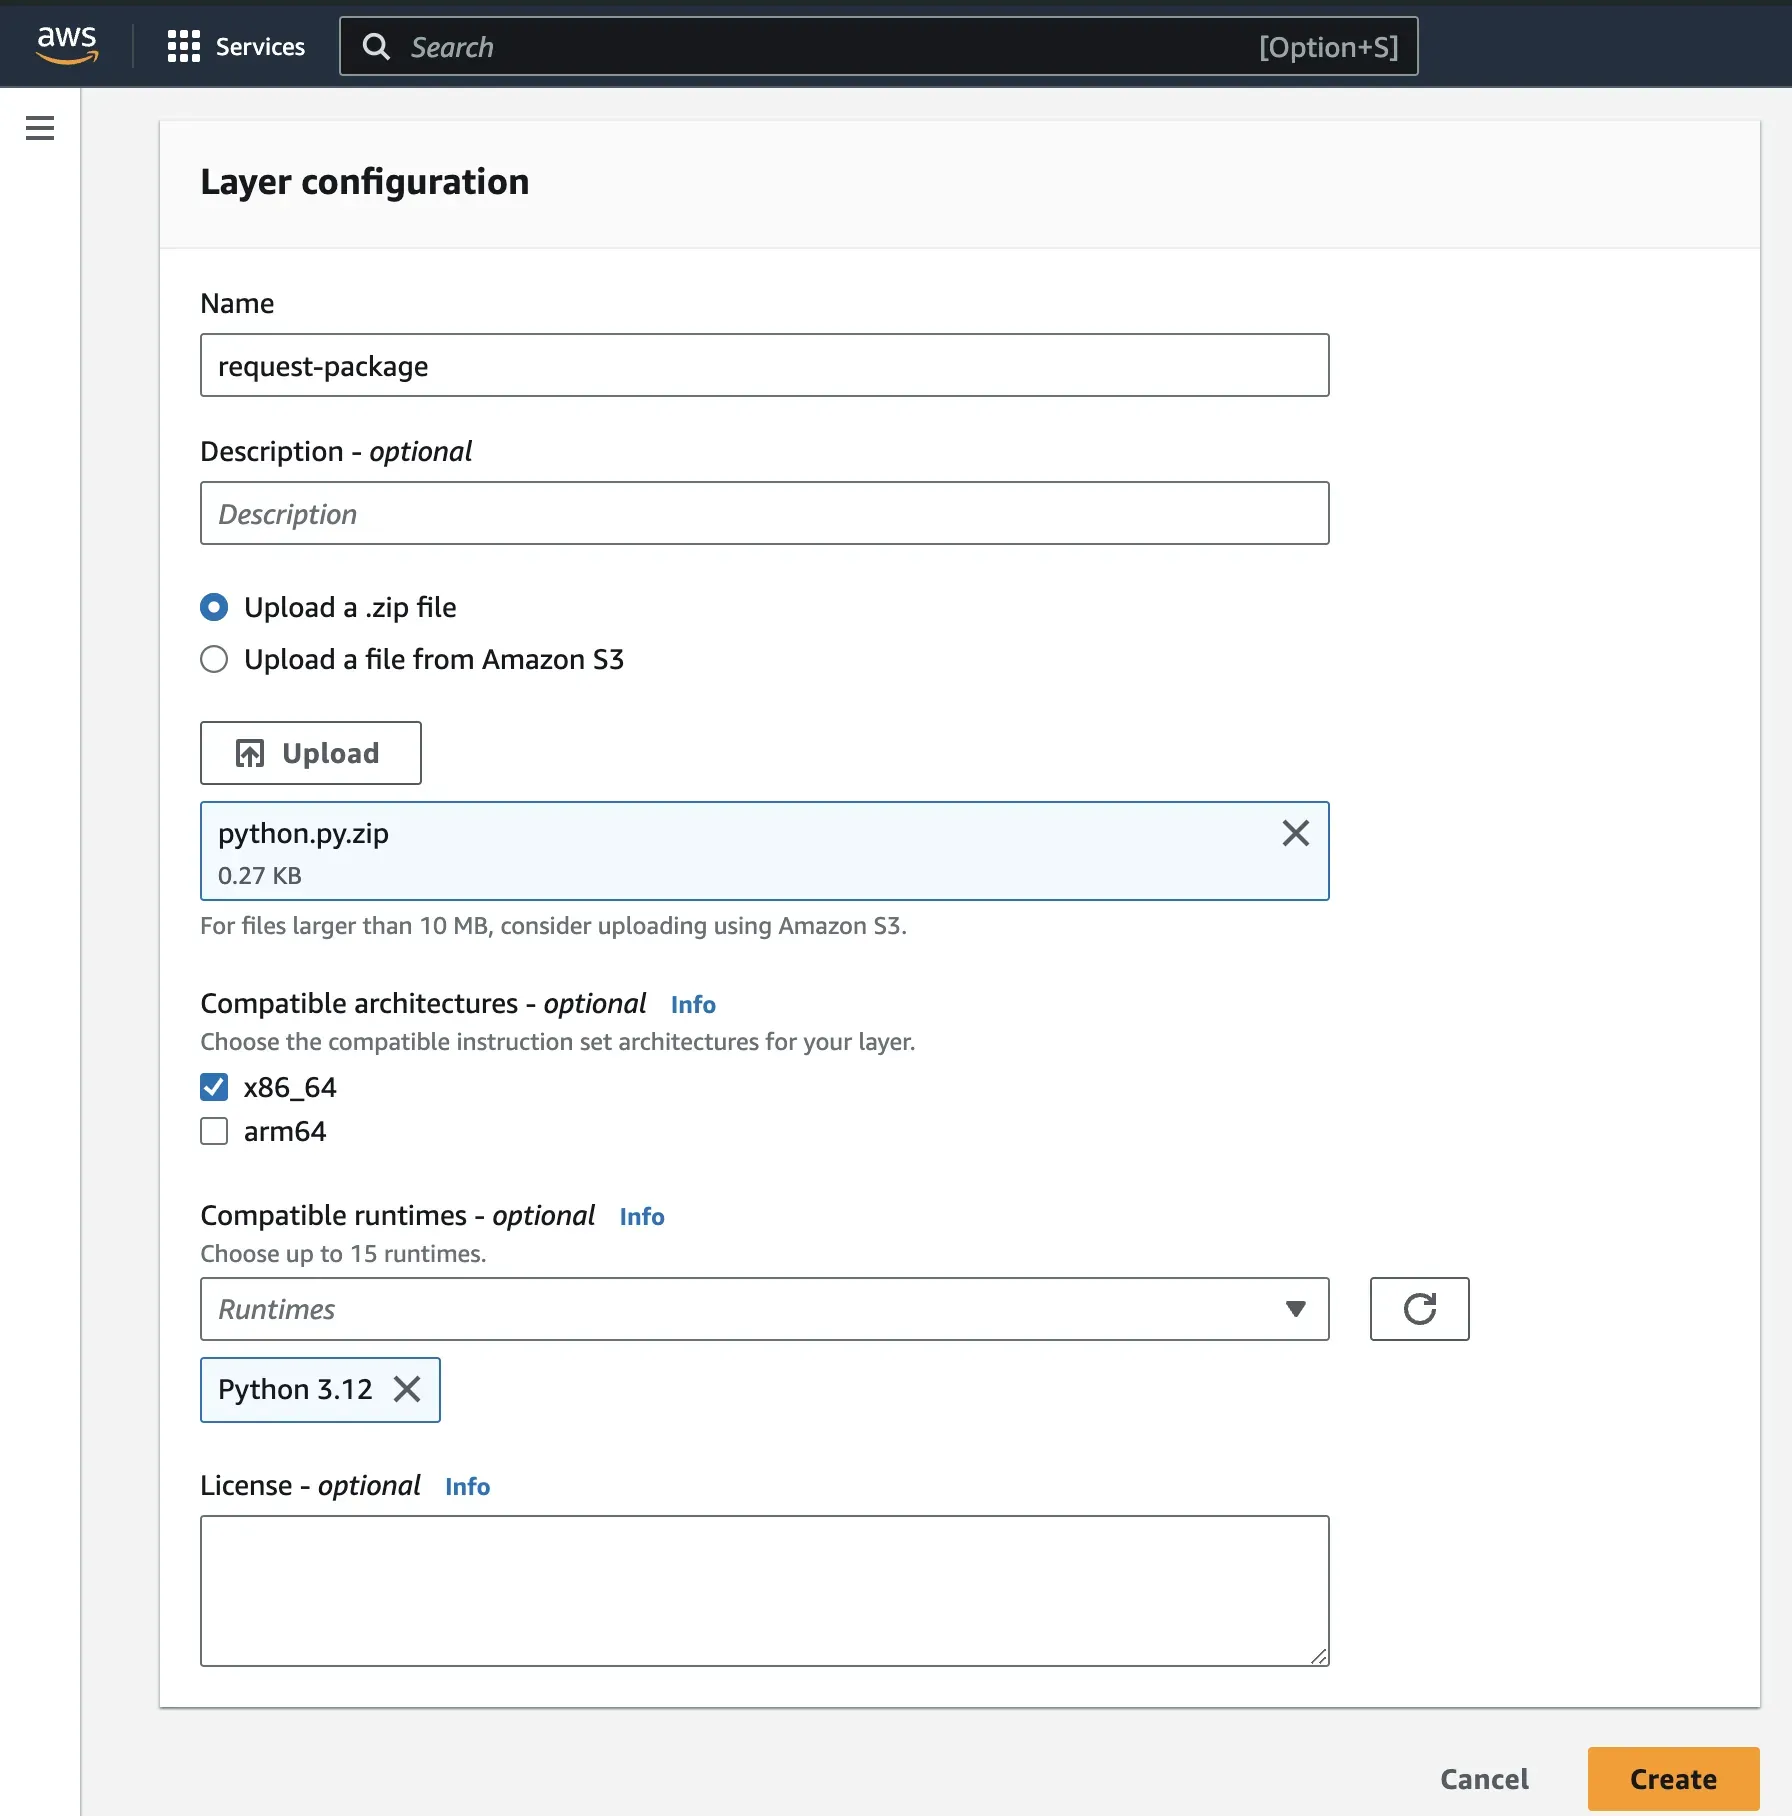 aws
Services
Search
[Option+S]
Layer configuration
Name
request-package
Description - optional
Description
Upload a .zip file
Upload a file from Amazon S3
Upload
python.py.zip
0.27 KB
For files larger than 10 MB, consider uploading using Amazon S3.
Compatible architectures - optional Info
Choose the compatible instruction set architectures for your layer.
x86_64
arm64
Compatible runtimes - optional Info
Choose up to 15 runtimes.
Runtimes
Python 3.12
License - optional Info
Cancel
Create